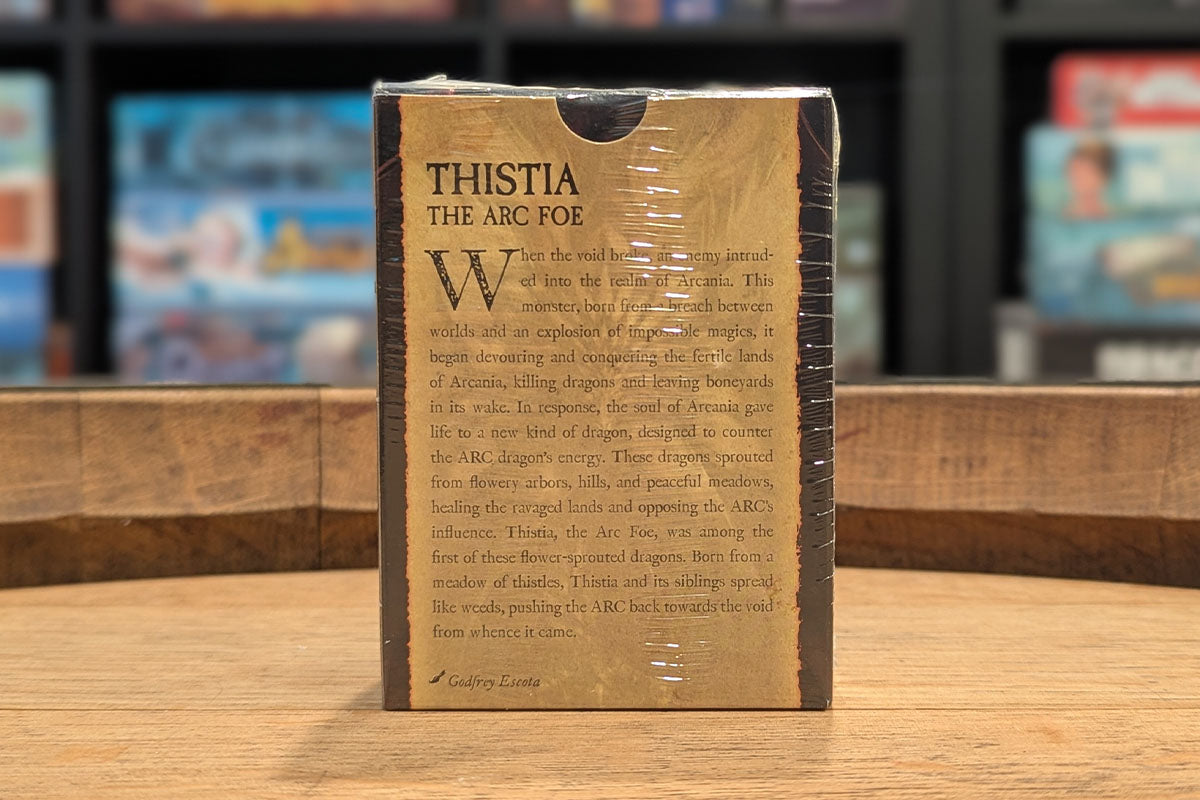 THISTIA
THE ARC FOE
When the void broke, an enemy intrud-
ed into the realm of Arcania. This
monster, born from a breach between
worlds and an explosion of impossible magics, it
began devouring and conquering the fertile lands
of Arcania, killing dragons and leaving boneyards
in its wake. In response, the soul of Arcania gave
life to a new kind of dragon, designed to counter
the ARC dragon's energy. These dragons sprouted
from flowery arbors, hills, and peaceful meadows,
healing the ravaged lands and opposing the ARC's
influence. Thistia, the Arc Foe, was among the
first of these flower-sprouted dragons. Born from a
meadow of thistles, Thistia and its siblings spread
like weeds, pushing the ARC back towards the void
from whence it came.
Godfrey Escota